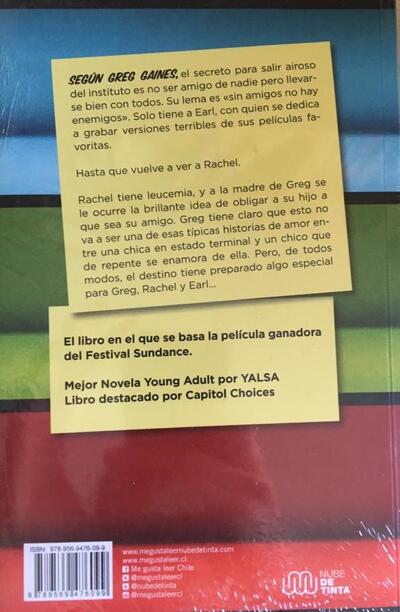 SEGÚN GREG GAINES, el secreto para salir airoso
del instituto es no ser amigo de nadie pero llevar-
se bien con todos. Su lema es «sin amigos no hay
enemigos». Solo tiene a Earl, con quien se dedica
a grabar versiones terribles de sus películas fa-
voritas.
Hasta que vuelve a ver a Rachel.
Rachel tiene leucemia, y a la madre de Greg se
le ocurre la brillante idea de obligar a su hijo a
que sea su amigo. Greg tiene claro que esto no
va a ser una de esas típicas historias de amor en-
tre una chica en estado terminal y un chico que
de repente se enamora de ella. Pero, de todos
modos, el destino tiene preparado algo especial
para Greg, Rachel y Earl...
El libro en el que se basa la película ganadora
del Festival Sundance.
Mejor Novela Young Adult por YALSA
Libro destacado por Capitol Choices
ISBN: 978-956-9476-09-9
9 789569 476099
www.megustaleernubedetinta.com
www.megustaleer.cl
Me gusta leer Chile
@megustaleercl
@megustaleercl
NUBE
DE
TINTA